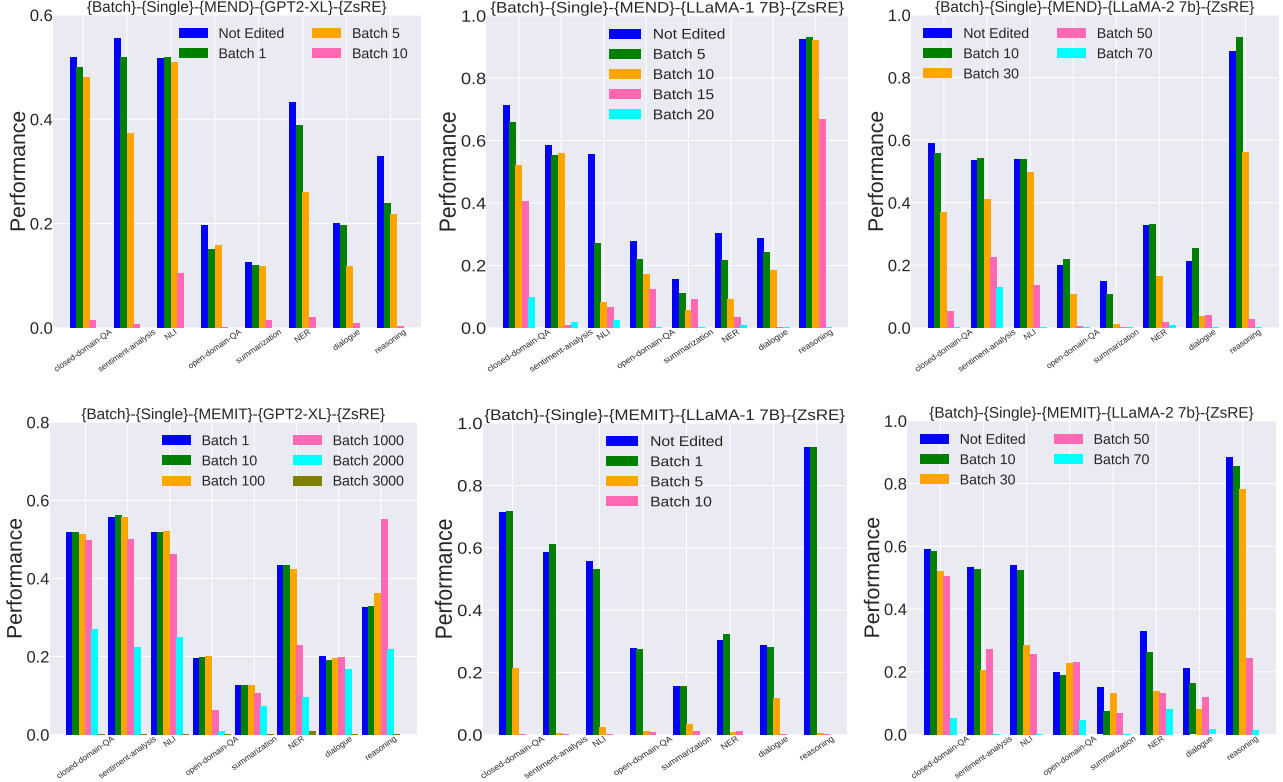 {Batch}-{Single}-{MEND}-{GPT2-XL}-{ZsRE}
Performance
0.6
0.4
0.2
0.0
Not Edited
Batch 1
Batch 5
Batch 10
closed-domain-QA
sentiment-analysis
NLI
open-domain-QA
summarization
NER
dialogue
reasoning
{Batch}-{Single}-{MEND}-{LLaMA-1 7B}-{ZsRE}
Performance
1.0
0.8
0.6
0.4
0.2
0.0
Not Edited
Batch 5
Batch 10
Batch 15
Batch 20
closed-domain-QA
sentiment-analysis
NLI
open-domain-QA
summarization
NER
dialogue
reasoning
{Batch}-{Single}-{MEND}-{LLaMA-2 7b}-{ZsRE}
Performance
1.0
0.8
0.6
0.4
0.2
0.0
Not Edited
Batch 10
Batch 30
Batch 50
Batch 70
closed-domain-QA
sentiment-analysis
NLI
open-domain-QA
summarization
NER
dialogue
reasoning
{Batch}-{Single}-{MEMIT}-{GPT2-XL}-{ZsRE}
Performance
0.8
0.6
0.4
0.2
0.0
Batch 1
Batch 10
Batch 100
Batch 1000
Batch 2000
Batch 3000
closed-domain-QA
sentiment-analysis
NLI
open-domain-QA
summarization
NER
dialogue
reasoning
{Batch}-{Single}-{MEMIT}-{LLaMA-1 7B}-{ZsRE}
Performance
1.0
0.8
0.6
0.4
0.2
0.0
Not Edited
Batch 1
Batch 5
Batch 10
closed-domain-QA
sentiment-analysis
NLI
open-domain-QA
summarization
NER
dialogue
reasoning
{Batch}-{Single}-{MEMIT}-{LLaMA-2 7b}-{ZsRE}
Performance
1.0
0.8
0.6
0.4
0.2
0.0
Not Edited
Batch 10
Batch 30
Batch 50
Batch 70
closed-domain-QA
sentiment-analysis
NLI
open-domain-QA
summarization
NER
dialogue
reasoning